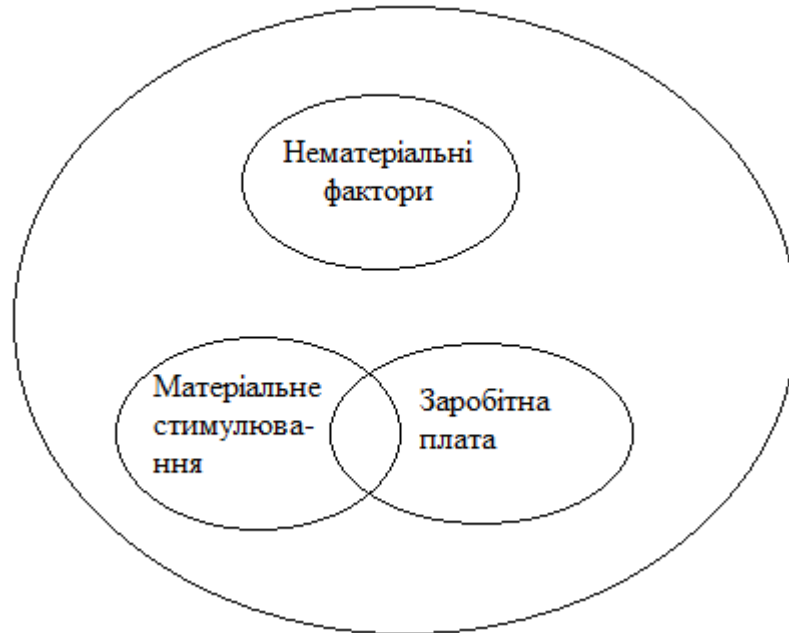 Нематеріальні
фактори
Матеріальне
стимулюва-
ння
Заробітна
плата